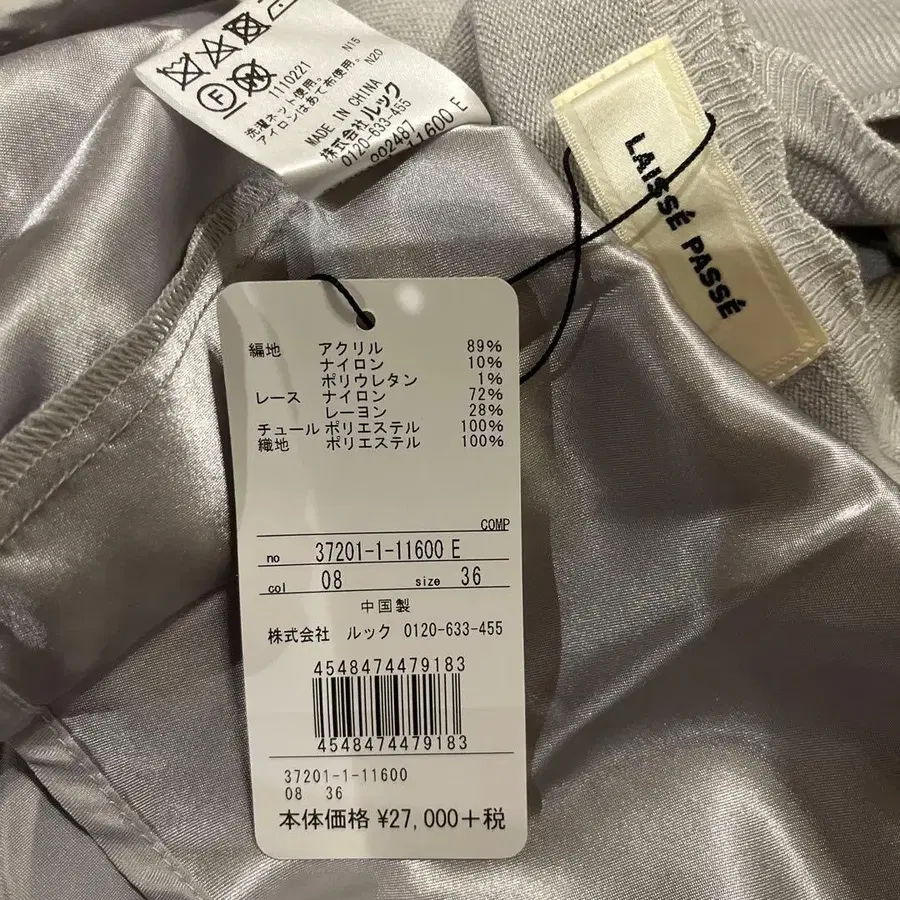 1110221
N15
洗濯ネット使用。
アイロンはあて布使用。
N20
MADE IN CHINA
株式会社ルック
0120-633-455
902487
11600 E
LAISSÉ PASSÉ
編地 アクリル 89%
ナイロン 10%
ポリウレタン 1%
レース ナイロン 72%
レーヨン 28%
チュール ポリエステル 100%
織地 ポリエステル 100%
COMP
no 37201-1-11600 E
col 08 size 36
中国製
株式会社 ルック 0120-633-455
4548474479183
4548474479183
37201-1-11600
08 36
本体価格 ¥27,000+税